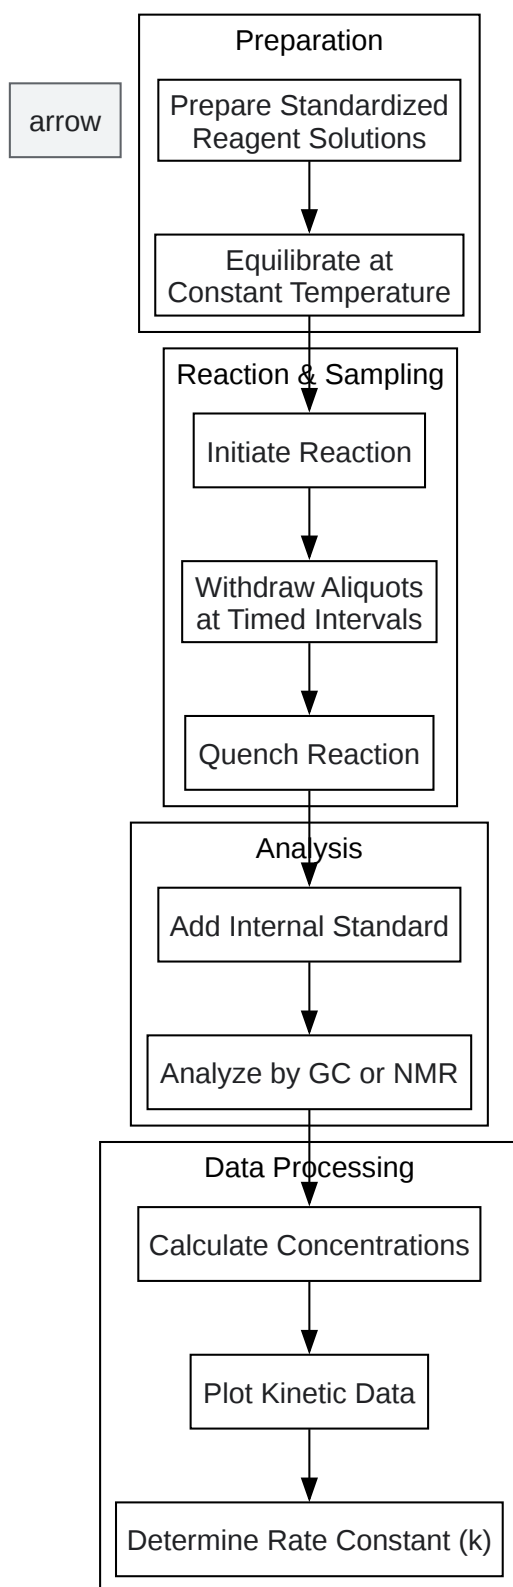 Preparation
arrow
Prepare Standardized
Reagent Solutions
Equilibrate at
Constant Temperature
Reaction & Sampling
Initiate Reaction
Withdraw Aliquots
at Timed Intervals
Quench Reaction
Analysis
Add Internal Standard
Analyze by GC or NMR
Data Processing
Calculate Concentrations
Plot Kinetic Data
Determine Rate Constant (k)